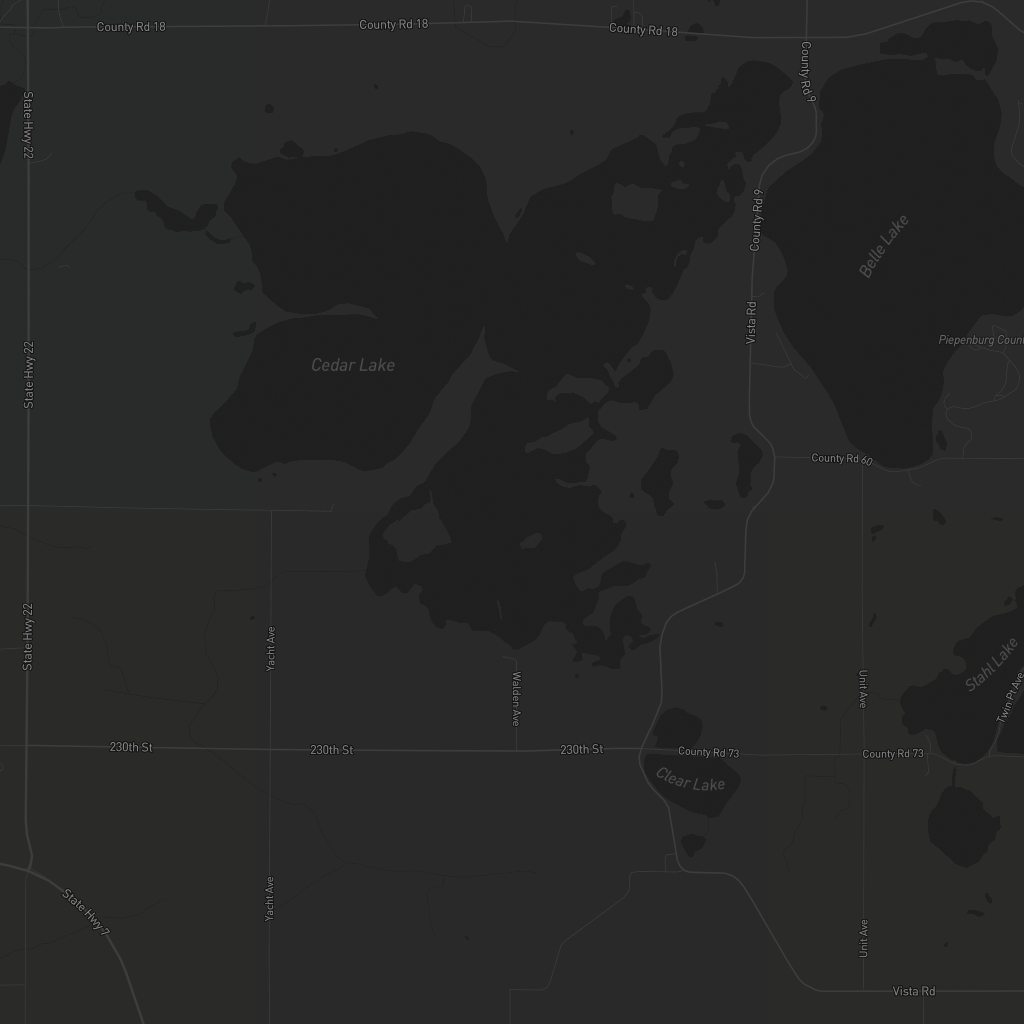 County Rd 18
County Rd 18
County Rd 18
State Hwy 22
County Rd 9
County Rd 9
Belle Lake
Vista Rd
Piepenburg Count
State Hwy 22
Cedar Lake
County Rd 60
State Hwy 22
Yacht Ave
Walden Ave
Unit Ave
Stahl Lake
Twin Pt Ave
230th St
230th St
230th St
County Rd 73
County Rd 73
Clear Lake
State Hwy 7
Yacht Ave
Unit Ave
Vista Rd